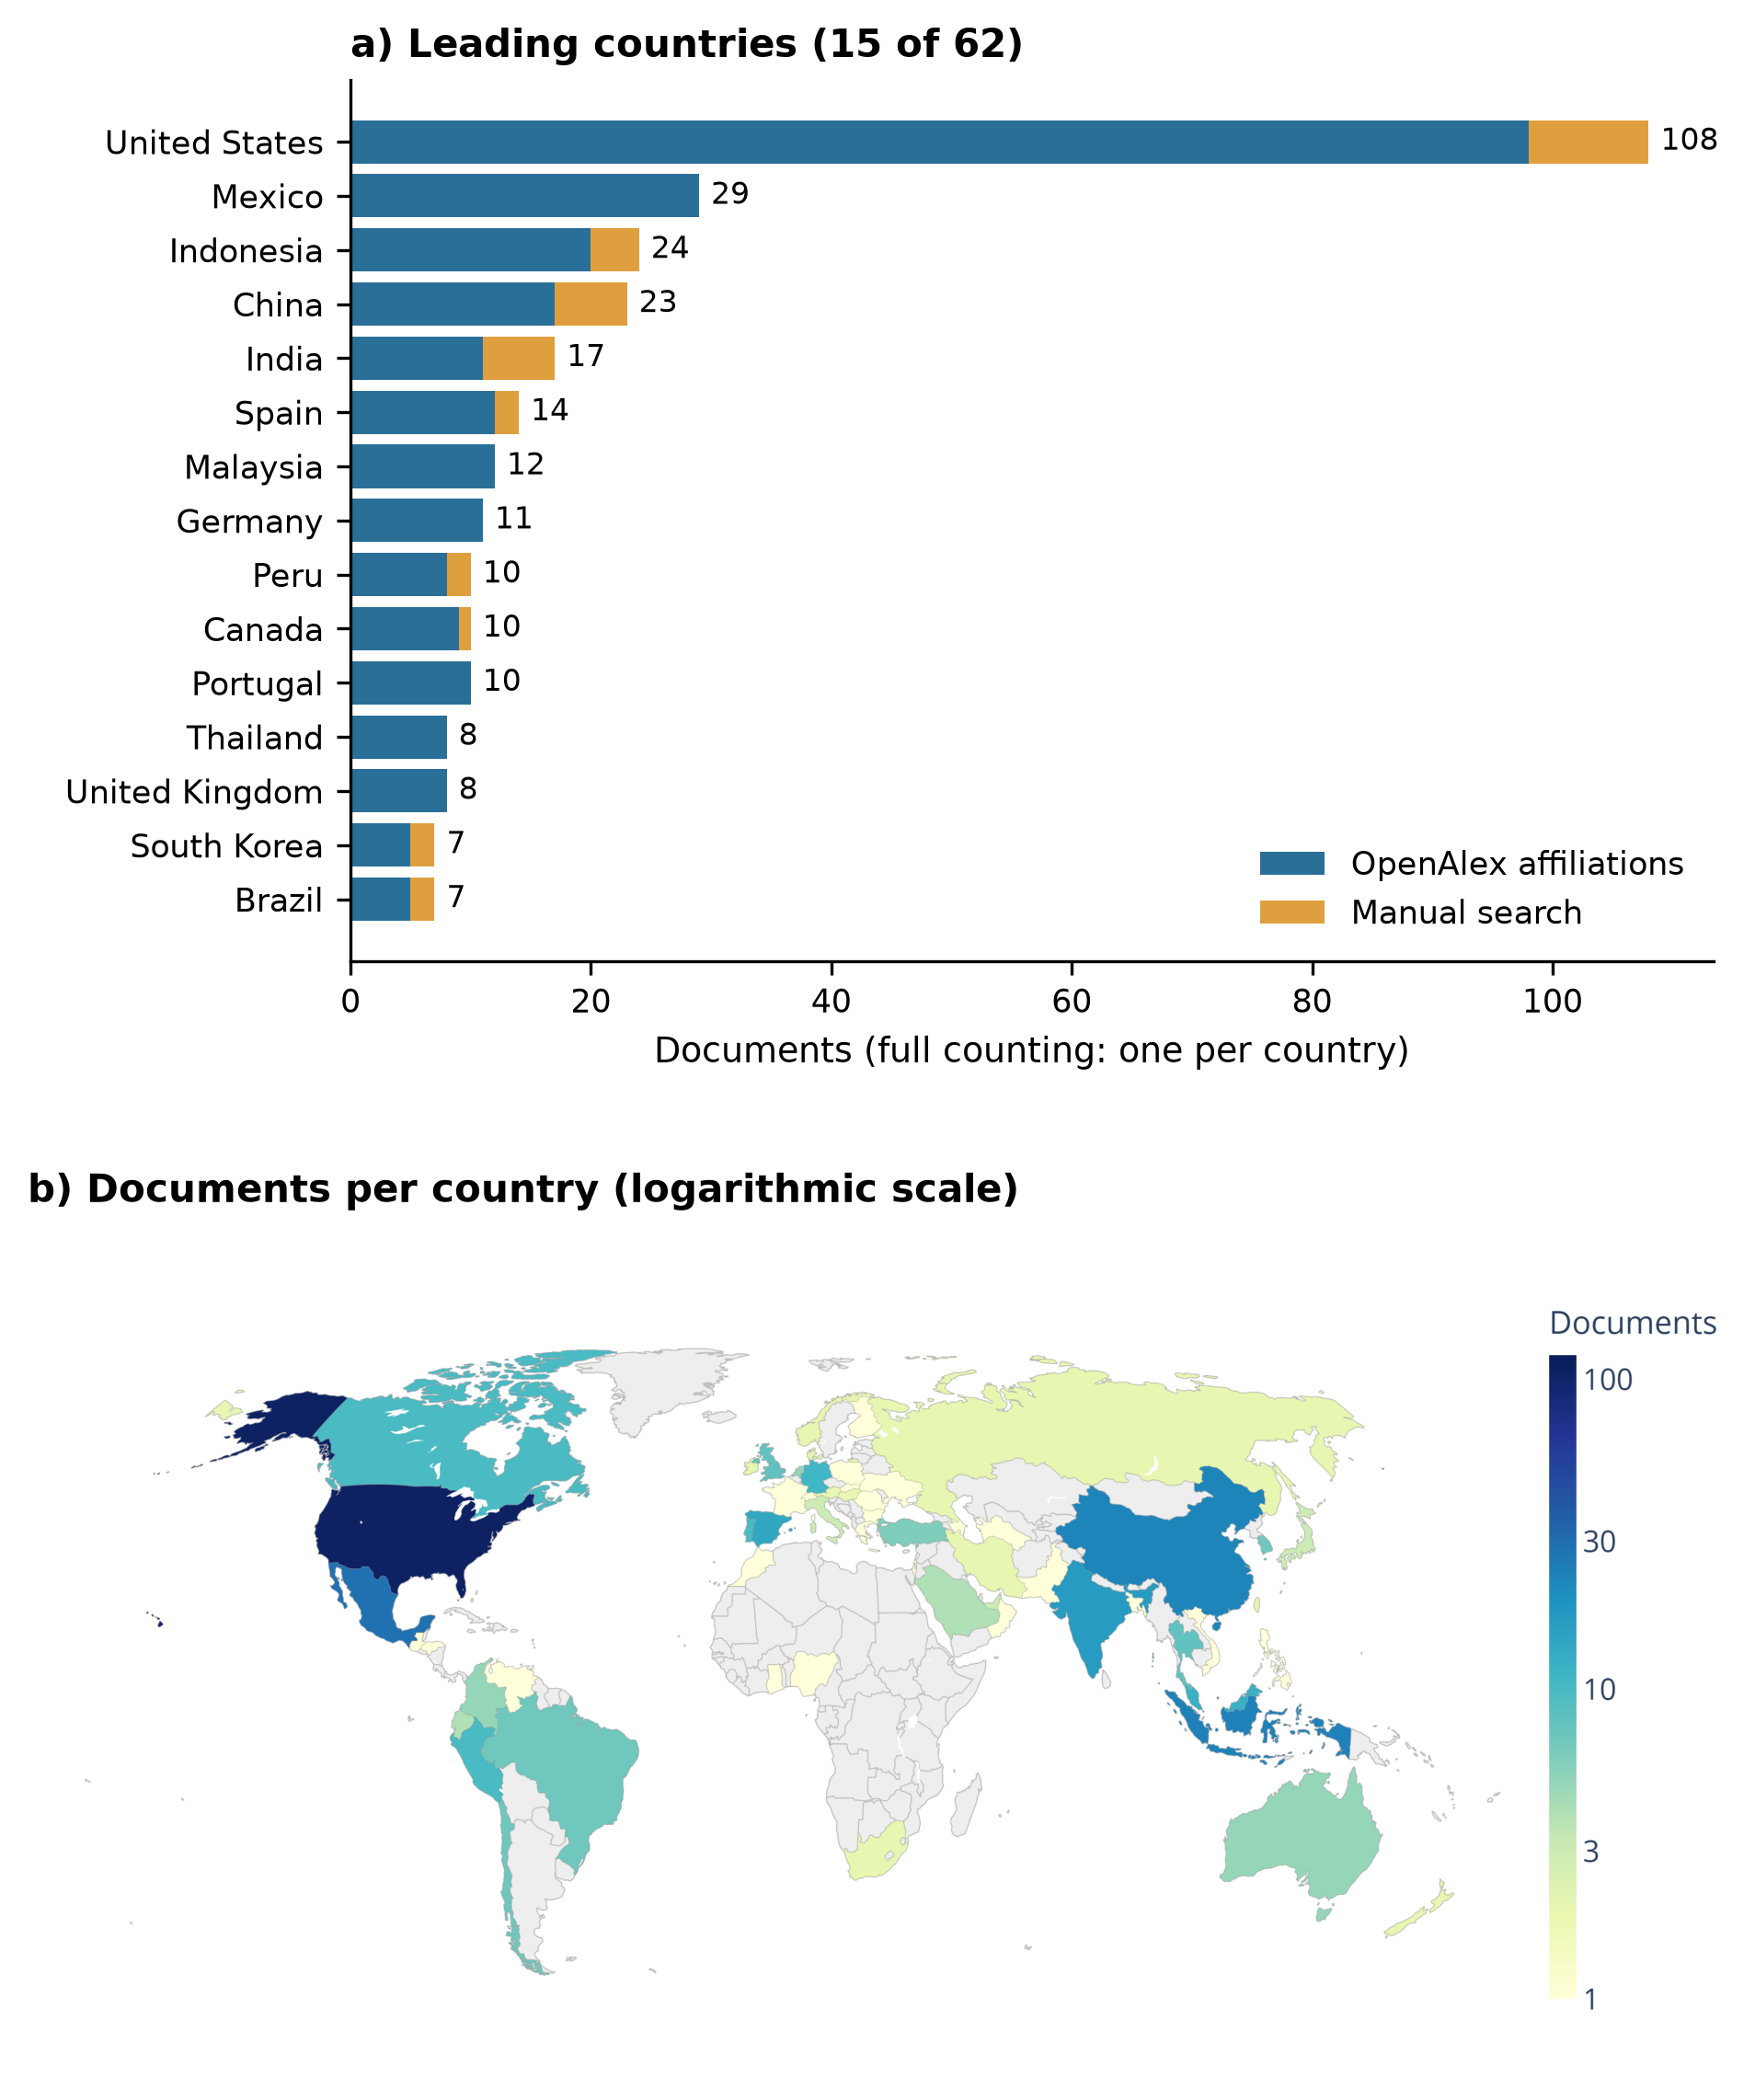 a) Leading countries (15 of 62)
United States 108
Mexico 29
Indonesia 24
China 23
India 17
Spain 14
Malaysia 12
Germany 11
Peru 10
Canada 10
Portugal 10
Thailand 8
United Kingdom 8
South Korea 7
Brazil 7
OpenAlex affiliations
Manual search
0 20 40 60 80 100
Documents (full counting: one per country)
b) Documents per country (logarithmic scale)
Documents
100
30
10
3
1